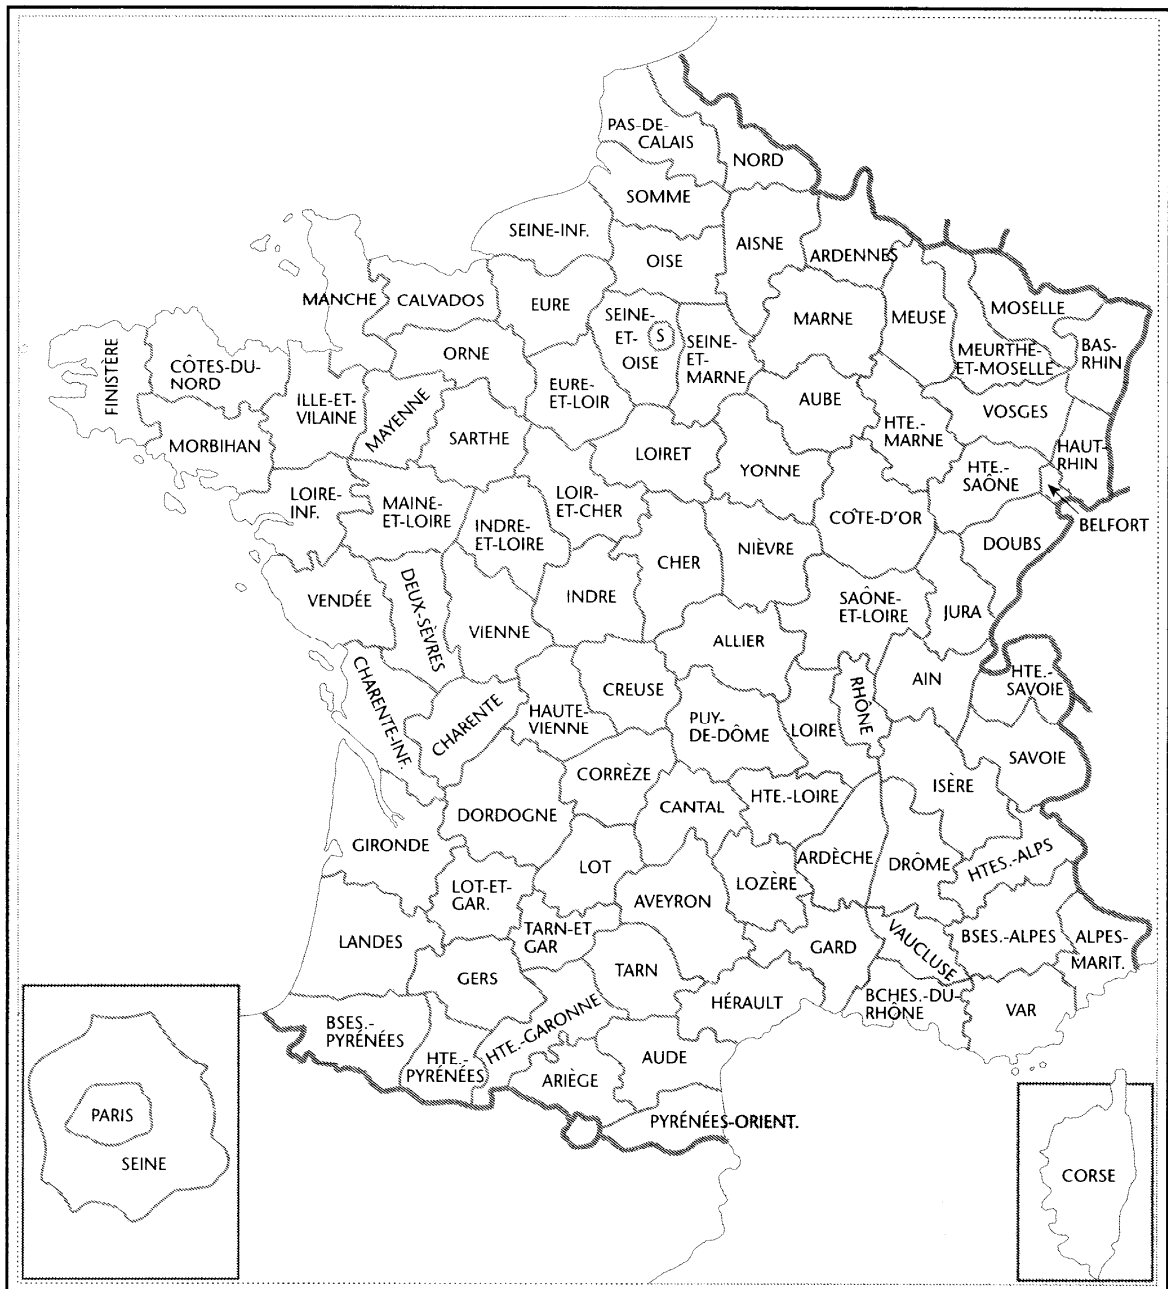 PAS-DE-
CALAIS
NORD
SOMME
SEINE-INF.
OISE
AISNE
ARDENNES
MANCHE
CALVADOS
EURE
SEINE-
ET-
OISE
S
SEINE-
ET-
MARNE
MARNE
MEUSE
MOSELLE
MEURTHE-
ET-MOSELLE
BAS-
RHIN
FINISTÈRE
CÔTES-DU-
NORD
ORNE
ILLE-ET-
VILAINE
MAYENNE
EURE-
ET-LOIR
AUBE
HTE.-
MARNE
VOSGES
MORBIHAN
SARTHE
LOIRET
YONNE
HTE.-
SAÔNE
HAUT-
RHIN
LOIRE-
INF.
MAINE-
ET-LOIRE
INDRE-
ET-LOIRE
LOIR-
ET-CHER
CÔTE-D'OR
BELFORT
CHER
NIÈVRE
DOUBS
VENDÉE
DEUX-SÈVRES
VIENNE
INDRE
SAÔNE-
ET-LOIRE
JURA
ALLIER
CHARENTE-INF.
CHARENTE
HAUTE-
VIENNE
CREUSE
PUY-
DE-DÔME
LOIRE
RHÔNE
AIN
HTE.-
SAVOIE
SAVOIE
CORRÈZE
ISÈRE
DORDOGNE
CANTAL
HTE.-LOIRE
GIRONDE
LOT
ARDÈCHE
DRÔME
HTES.-ALPS
LOT-ET-
GAR.
AVEYRON
LOZÈRE
LANDES
TARN-ET
GAR
GARD
VAUCLUSE
BSES.-ALPES
ALPES-
MARIT.
GERS
TARN
HÉRAULT
BCHES.-DU-
RHÔNE
VAR
BSES.-
PYRÉNÉES
HTE.-
PYRÉNÉES
HTE.-GARONNE
ARIÈGE
AUDE
PYRÉNÉES-ORIENT.
PARIS
SEINE
CORSE